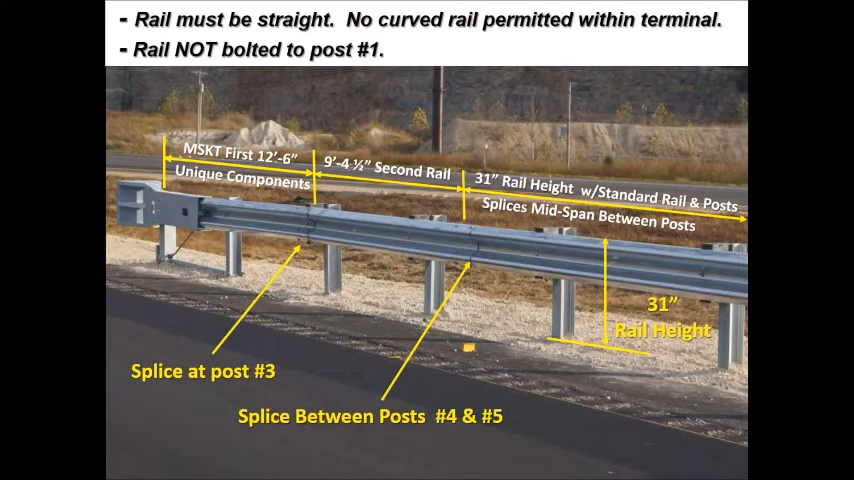 - Rail must be straight. No curved rail permitted within terminal.
- Rail NOT bolted to post #1.
MSKT First 12'-6"
Unique Components
9'-4 ½" Second Rail
31" Rail Height w/Standard Rail & Posts
Splices Mid-Span Between Posts
31"
Rail Height
Splice at post #3
Splice Between Posts #4 & #5